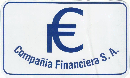 €
Compañía Financiera S. A.